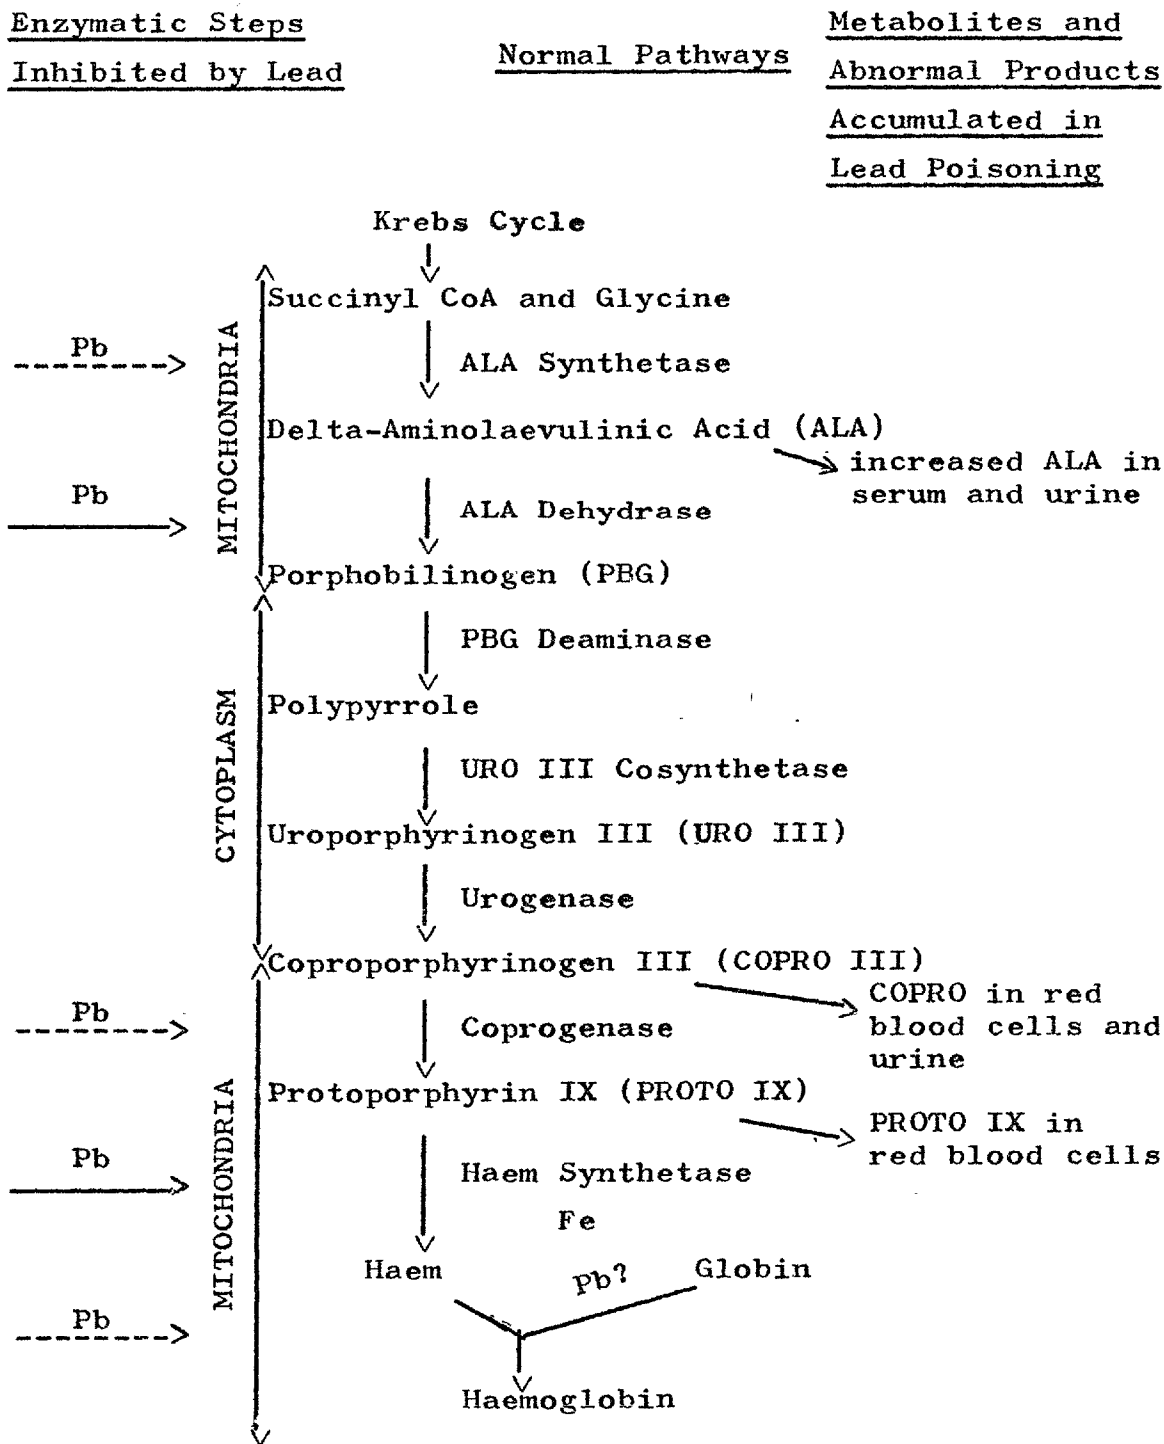 Enzymatic Steps
Inhibited by Lead
Normal Pathways
Metabolites and
Abnormal Products
Accumulated in
Lead Poisoning
Krebs Cycle
Succinyl CoA and Glycine
Pb
ALA Synthetase
MITOCHONDRIA
Delta-Aminolaevulinic Acid (ALA)
increased ALA in
serum and urine
Pb
ALA Dehydrase
Porphobilinogen (PBG)
PBG Deaminase
Polypyrrole
CYTOPLASM
URO III Cosynthetase
Uroporphyrinogen III (URO III)
Urogenase
Coproporphyrinogen III (COPRO III)
COPRO in red
blood cells and
urine
Pb
Coprogenase
Protoporphyrin IX (PROTO IX)
PROTO IX in
red blood cells
MITOCHONDRIA
Pb
Haem Synthetase
Fe
Haem
Pb?
Globin
Pb
Haemoglobin